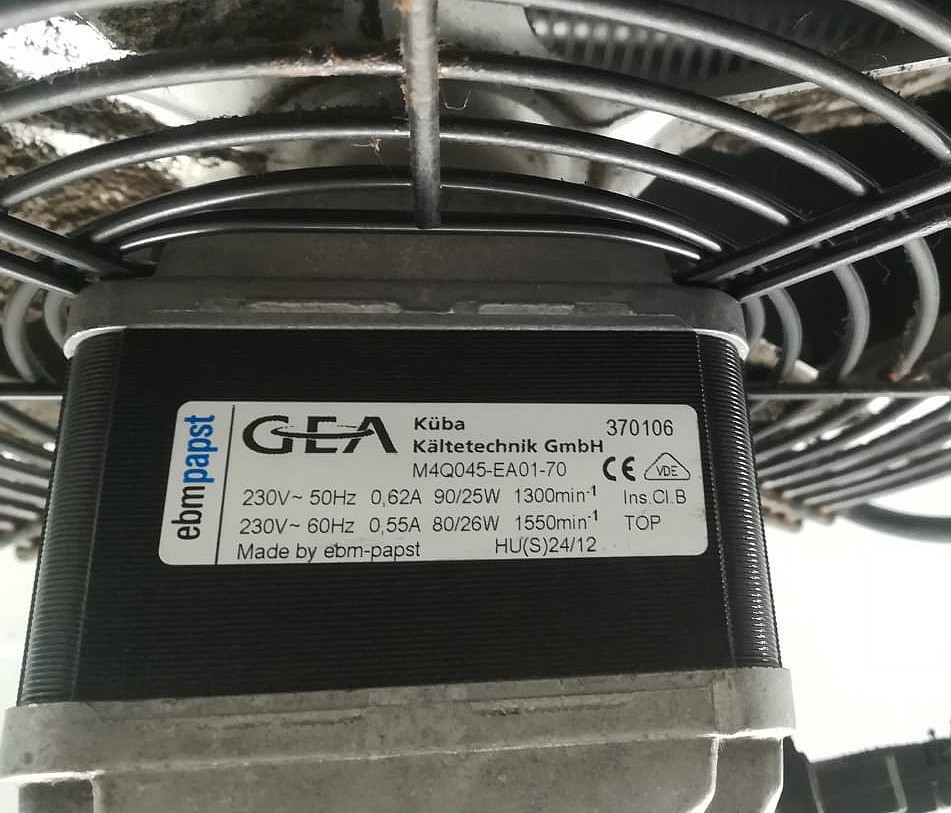 ebmpapst
GEA
Küba
Kältetechnik GmbH
370106
M4Q045-EA01-70
CE
VDE
230V~ 50Hz 0,62A 90/25W 1300min-1 Ins.Cl.B
230V~ 60Hz 0,55A 80/26W 1550min-1 TOP
Made by ebm-papst HU(S)24/12